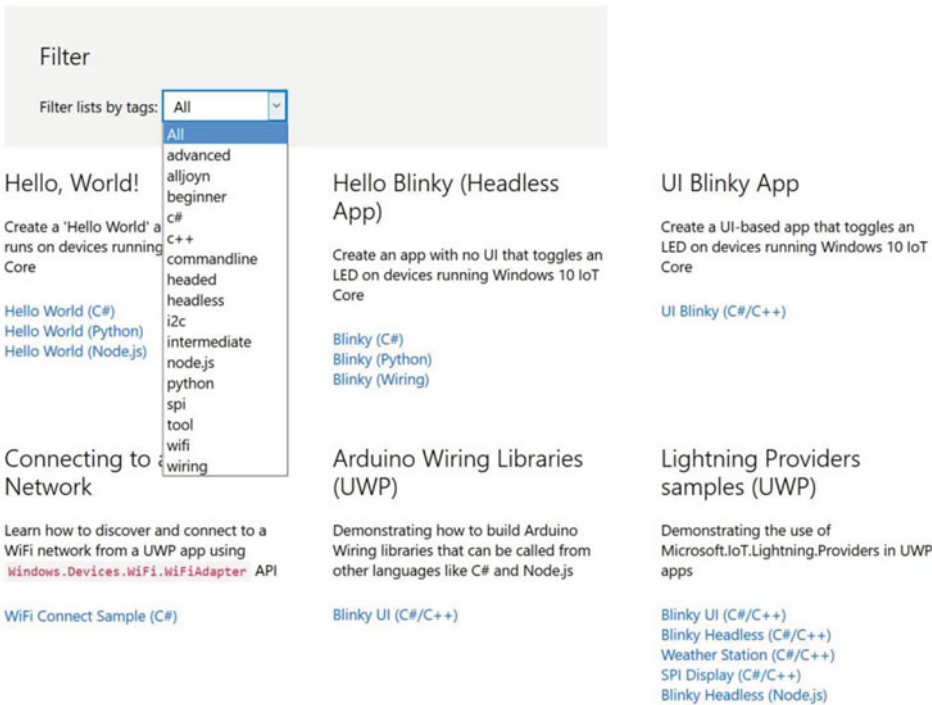 Filter
Filter lists by tags: All
All
advanced
alljoyn
beginner
c#
c++
commandline
headed
headless
i2c
intermediate
node.js
python
spi
tool
wifi
wiring
Hello, World!
Create a 'Hello World' a
runs on devices running
Core
Hello World (C#)
Hello World (Python)
Hello World (Node.js)
Hello Blinky (Headless
App)
Create an app with no UI that toggles an
LED on devices running Windows 10 IoT
Core
Blinky (C#)
Blinky (Python)
Blinky (Wiring)
UI Blinky App
Create a UI-based app that toggles an
LED on devices running Windows 10 IoT
Core
UI Blinky (C#/C++)
Connecting to a
Network
Learn how to discover and connect to a
WiFi network from a UWP app using
Windows.Devices.WiFi.WiFiAdapter API
WiFi Connect Sample (C#)
Arduino Wiring Libraries
(UWP)
Demonstrating how to build Arduino
Wiring libraries that can be called from
other languages like C# and Node.js
Blinky UI (C#/C++)
Lightning Providers
samples (UWP)
Demonstrating the use of
Microsoft.IoT.Lightning.Providers in UWP
apps
Blinky UI (C#/C++)
Blinky Headless (C#/C++)
Weather Station (C#/C++)
SPI Display (C#/C++)
Blinky Headless (Node.js)